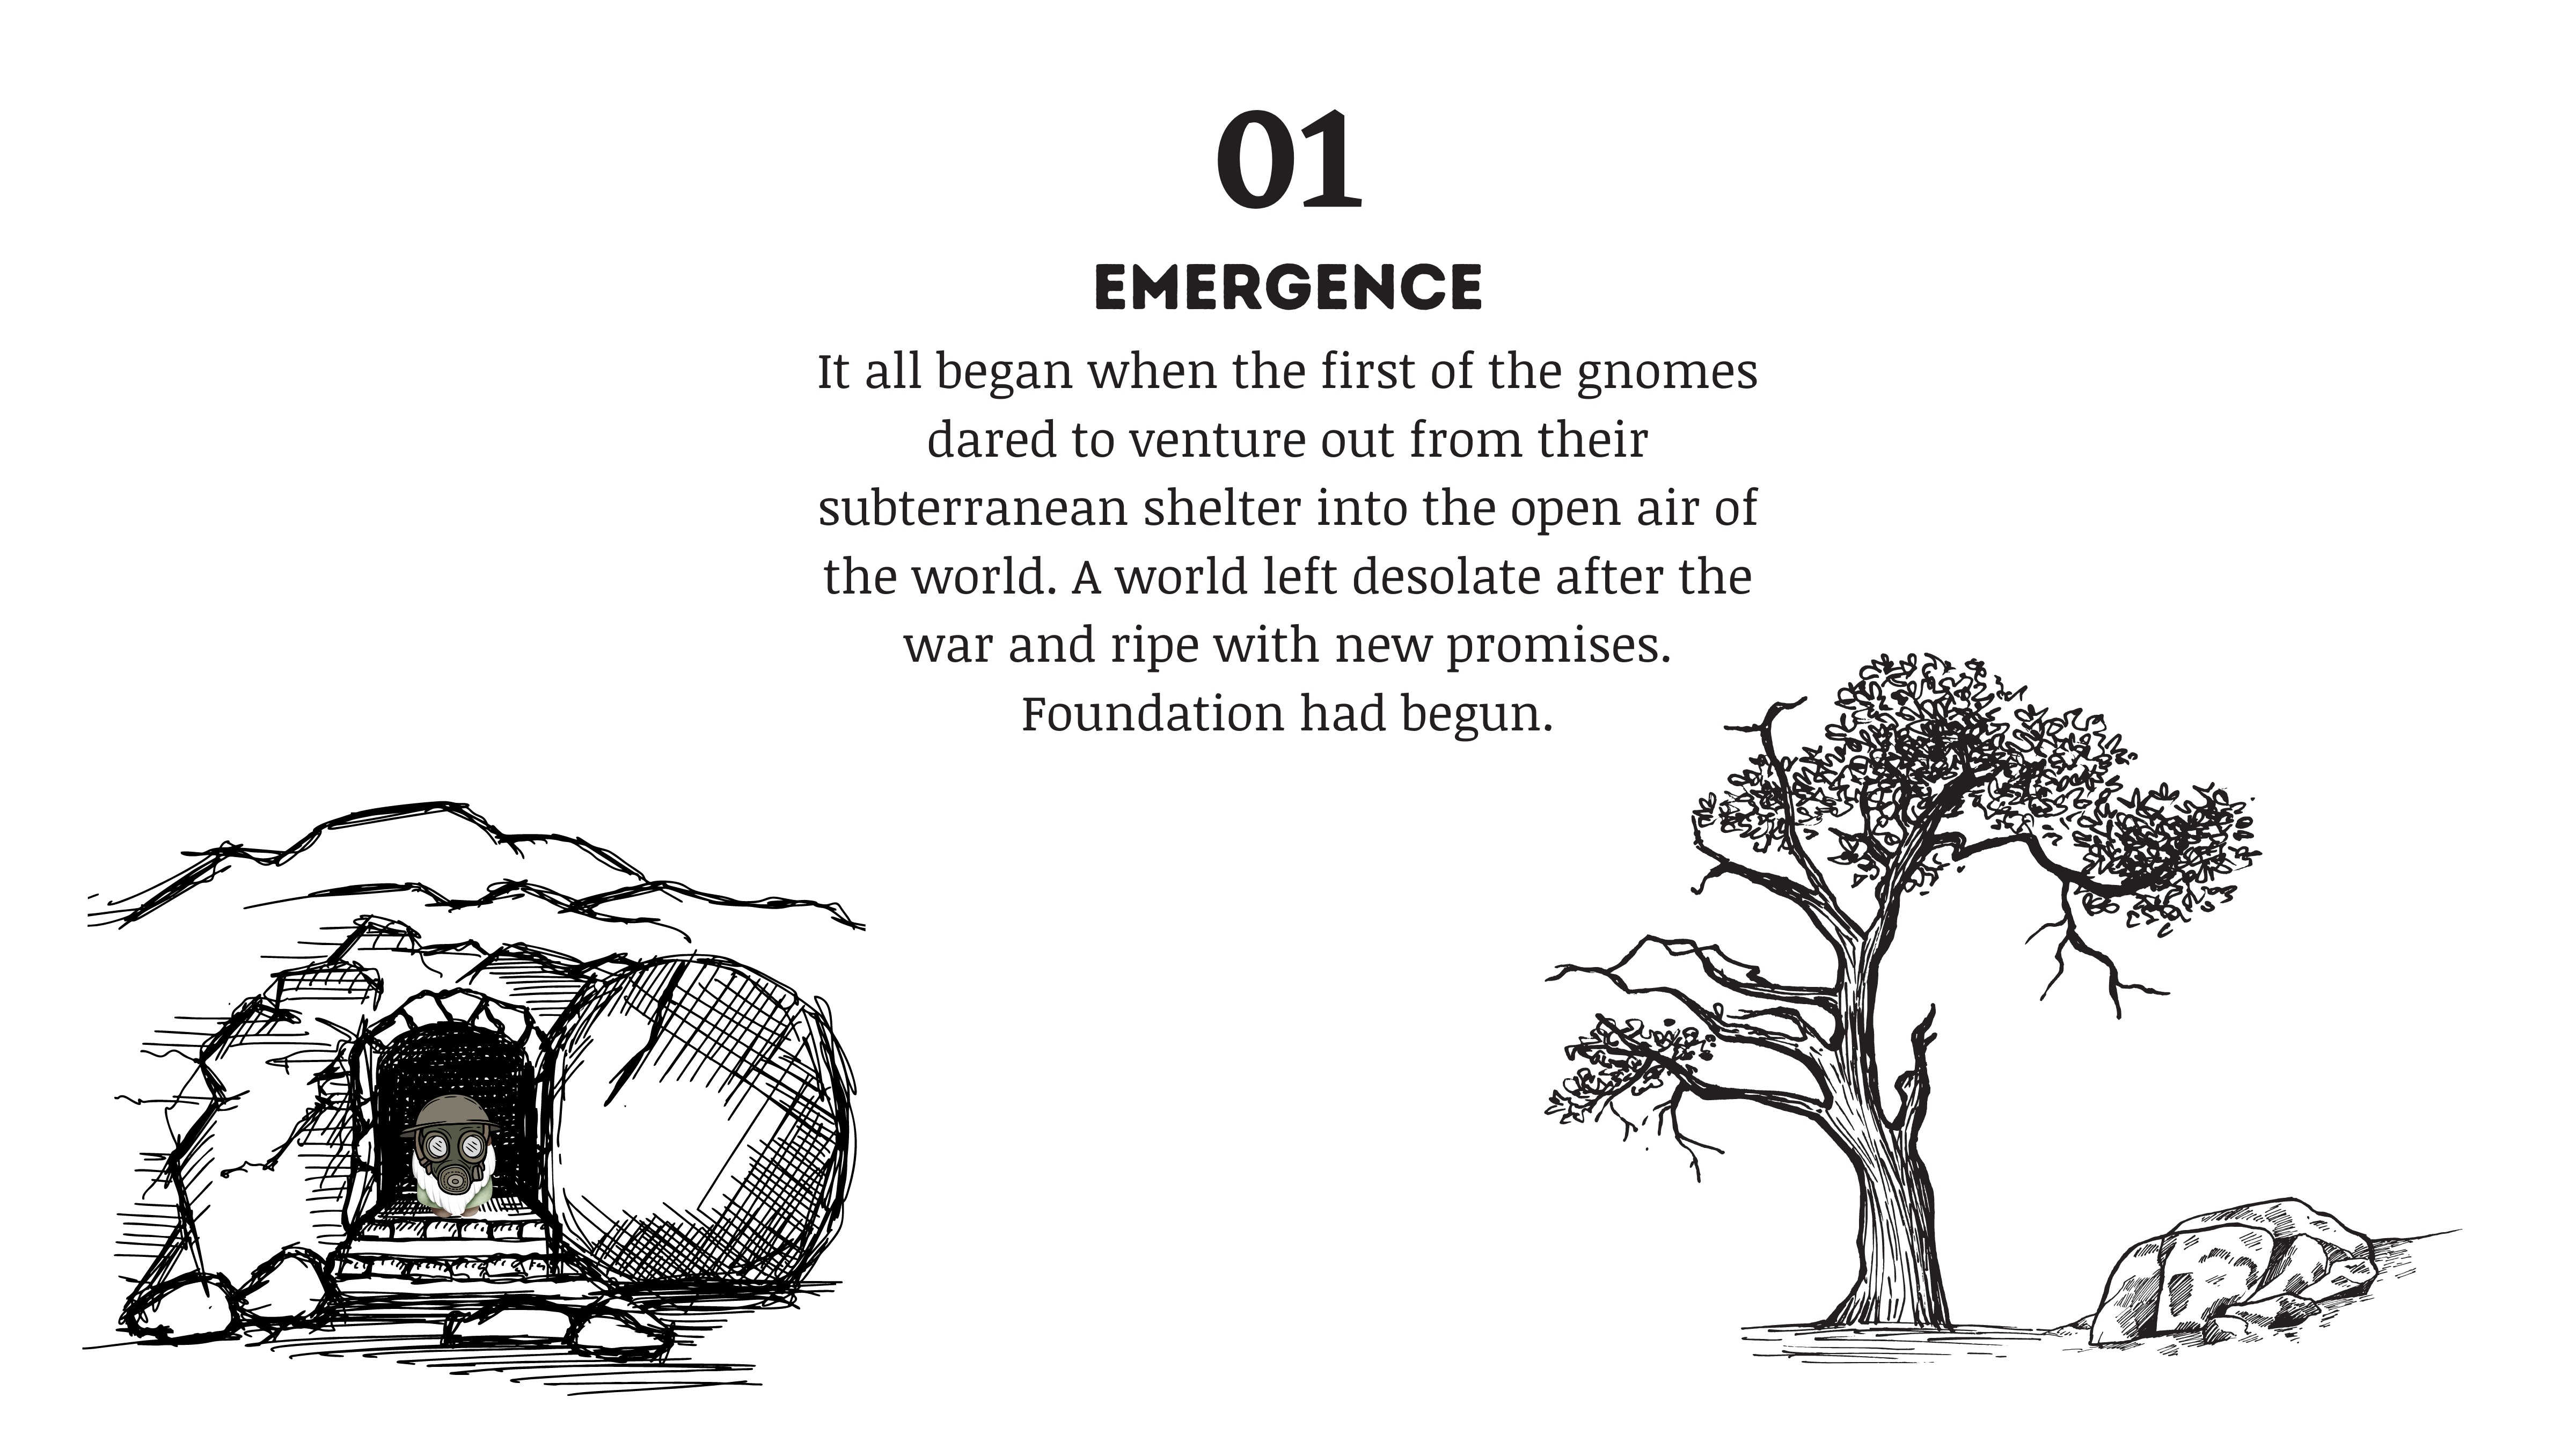 01
EMERGENCE
It all began when the first of the gnomes
dared to venture out from their
subterranean shelter into the open air of
the world. A world left desolate after the
war and ripe with new promises.
Foundation had begun.